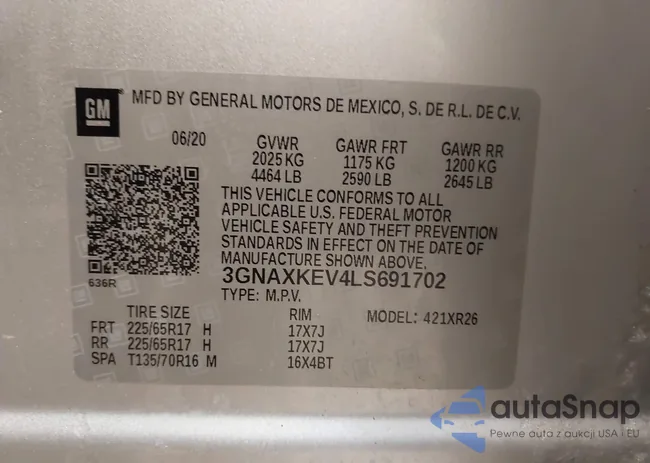 GM
MFD BY GENERAL MOTORS DE MEXICO, S. DE R.L. DE C.V.
06/20 GVWR GAWR FRT GAWR RR
2025 KG 1175 KG 1200 KG
4464 LB 2590 LB 2645 LB
THIS VEHICLE CONFORMS TO ALL
APPLICABLE U.S. FEDERAL MOTOR
VEHICLE SAFETY AND THEFT PREVENTION
STANDARDS IN EFFECT ON THE DATE OF
MANUFACTURE SHOWN ABOVE.
636R
3GNAXKEV4LS691702
TYPE: M.P.V.
TIRE SIZE RIM MODEL: 421XR26
FRT 225/65R17 H 17X7J
RR 225/65R17 H 17X7J
SPA T135/70R16 M 16X4BT
autaSnap
Pewne auta z aukcji USA i EU